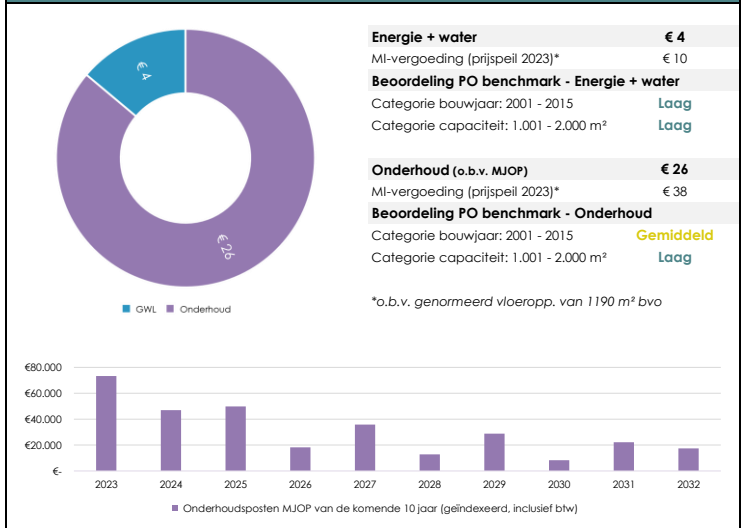 € 4
€ 26
GWL Onderhoud
Energie + water € 4
MI-vergoeding (prijspeil 2023)* € 10
Beoordeling PO benchmark - Energie + water
Categorie bouwjaar: 2001 - 2015 Laag
Categorie capaciteit: 1.001 - 2.000 m² Laag
Onderhoud (o.b.v. MJOP) € 26
MI-vergoeding (prijspeil 2023)* € 38
Beoordeling PO benchmark - Onderhoud
Categorie bouwjaar: 2001 - 2015 Gemiddeld
Categorie capaciteit: 1.001 - 2.000 m² Laag
*o.b.v. genormeerd vloeropp. van 1190 m² bvo
€80.000
€60.000
€40.000
€20.000
€-
2023 2024 2025 2026 2027 2028 2029 2030 2031 2032
Onderhoudsposten MJOP van de komende 10 jaar (geïndexeerd, inclusief btw)